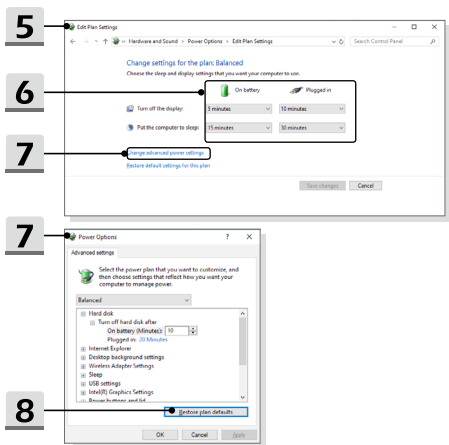 5
Edit Plan Settings
« Hardware and Sound > Power Options > Edit Plan Settings
Search Control Panel
Change settings for the plan: Balanced
Choose the sleep and display settings that you want your computer to use.
6
On battery
Plugged in
Turn off the display:
5 minutes
10 minutes
Put the computer to sleep:
15 minutes
30 minutes
7
Change advanced power settings
Restore default settings for this plan
Save changes
Cancel
7
Power Options
?
Advanced settings
Select the power plan that you want to customize, and
then choose settings that reflect how you want your
computer to manage power.
Balanced
Hard disk
Turn off hard disk after
On battery (Minutes): 10
Plugged in: 20 Minutes
Internet Explorer
Desktop background settings
Wireless Adapter Settings
Sleep
USB settings
Intel(R) Graphics Settings
Power buttons and lid
8
Restore plan defaults
OK
Cancel
Apply